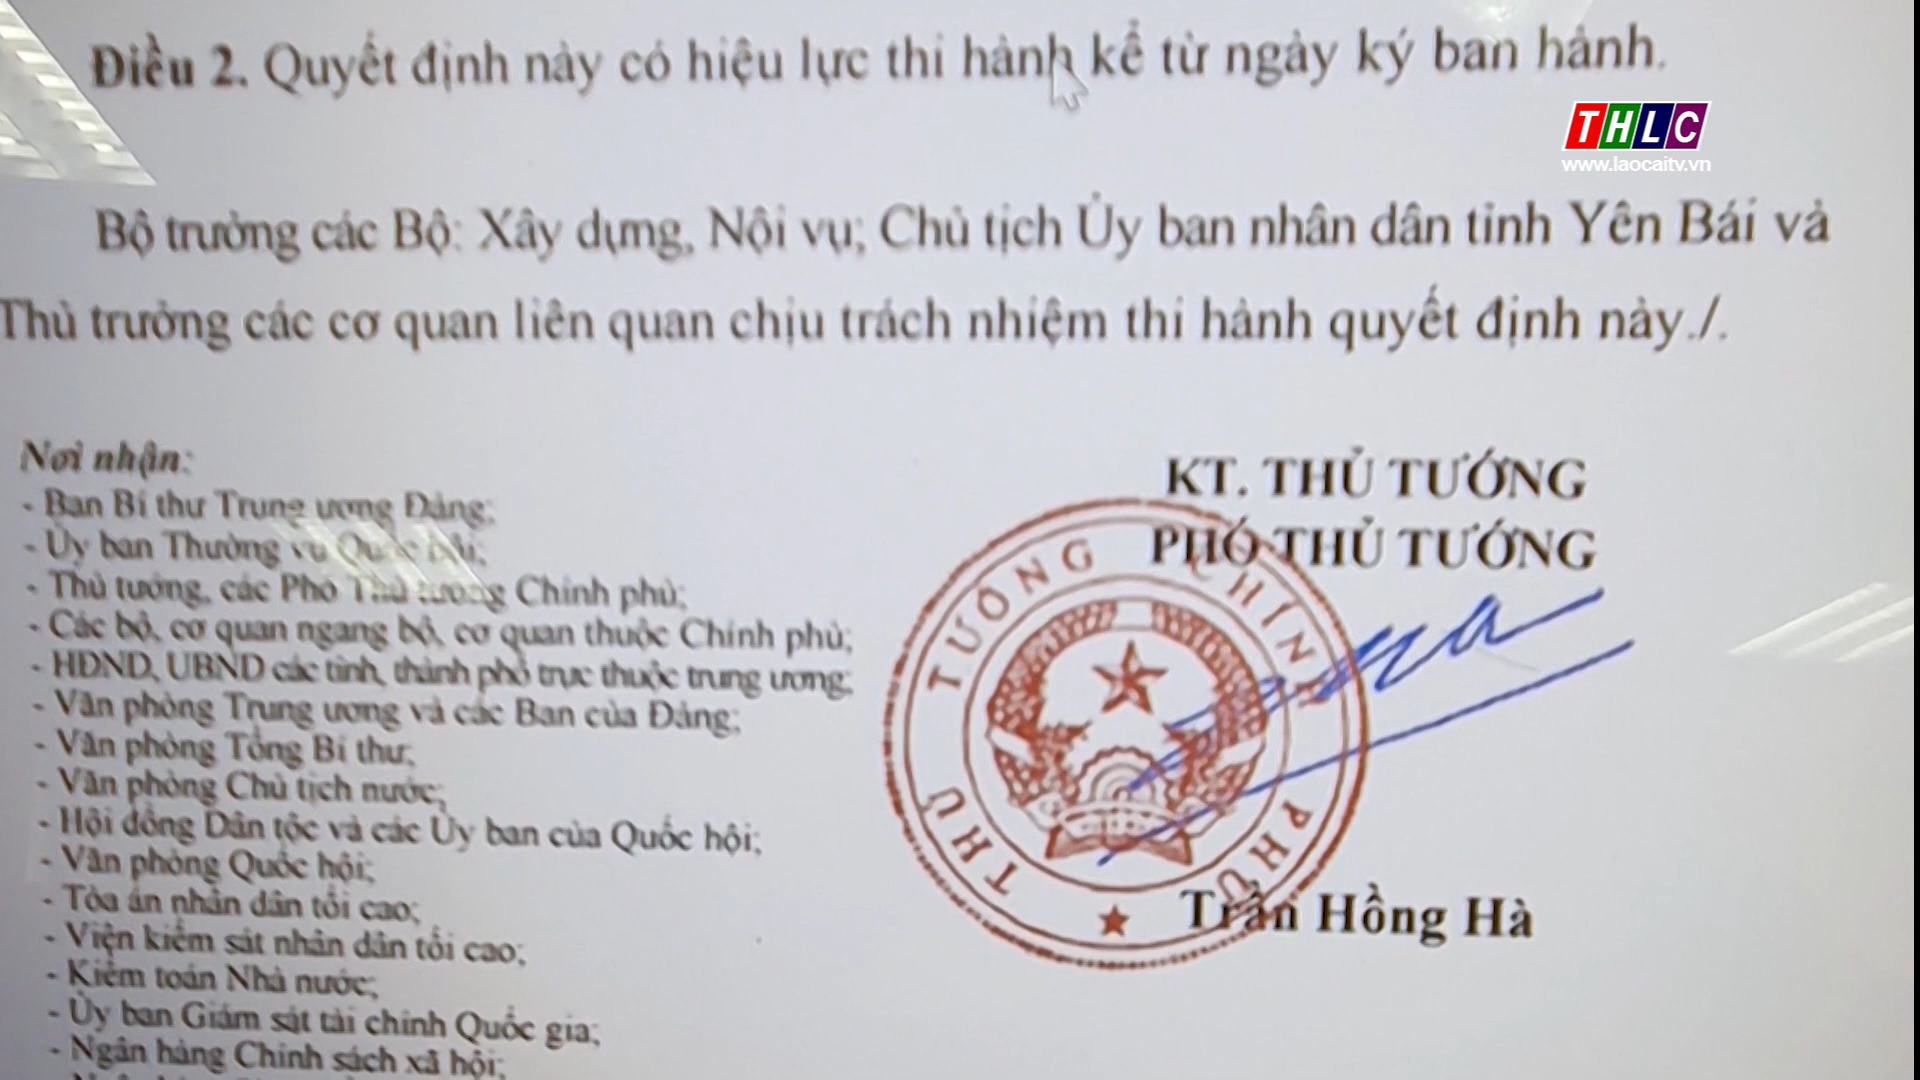 Điều 2. Quyết định này có hiệu lực thi hành kể từ ngày ký ban hành.
THLC
www.laocaitv.vn
Bộ trưởng các Bộ: Xây dựng, Nội vụ; Chủ tịch Ủy ban nhân dân tỉnh Yên Bái và
Thủ trưởng các cơ quan liên quan chịu trách nhiệm thi hành quyết định này./.
Nơi nhận:
- Ban Bí thư Trung ương Đảng;
- Ủy ban Thường vụ Quốc hội;
- Thủ tướng, các Phó Thủ tướng Chính phủ;
- Các bộ, cơ quan ngang bộ, cơ quan thuộc Chính phủ;
- HĐND, UBND các tỉnh, thành phố trực thuộc trung ương;
- Văn phòng Trung ương và các Ban của Đảng;
- Văn phòng Tổng Bí thư;
- Văn phòng Chủ tịch nước;
- Hội đồng Dân tộc và các Ủy ban của Quốc hội;
- Văn phòng Quốc hội;
- Tòa án nhân dân tối cao;
- Viện kiểm sát nhân dân tối cao;
- Kiểm toán Nhà nước;
- Ủy ban Giám sát tài chính Quốc gia;
- Ngân hàng Chính sách xã hội;
KT. THỦ TƯỚNG
PHÓ THỦ TƯỚNG
THỦ TƯỚNG CHÍNH PHỦ
Trần Hồng Hà